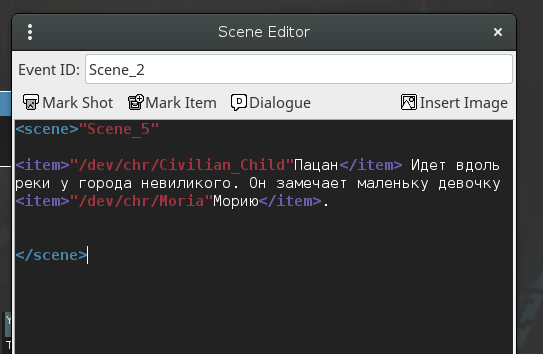 Scene Editor
Event ID: Scene_2
Mark Shot Mark Item Dialogue Insert Image
<scene>"Scene_5"
<item>"/dev/chr/Civilian_Child"Пацан</item> Идет вдоль
реки у города невиликого. Он замечает маленьку девочку
<item>"/dev/chr/Moria"Морию</item>.
</scene>